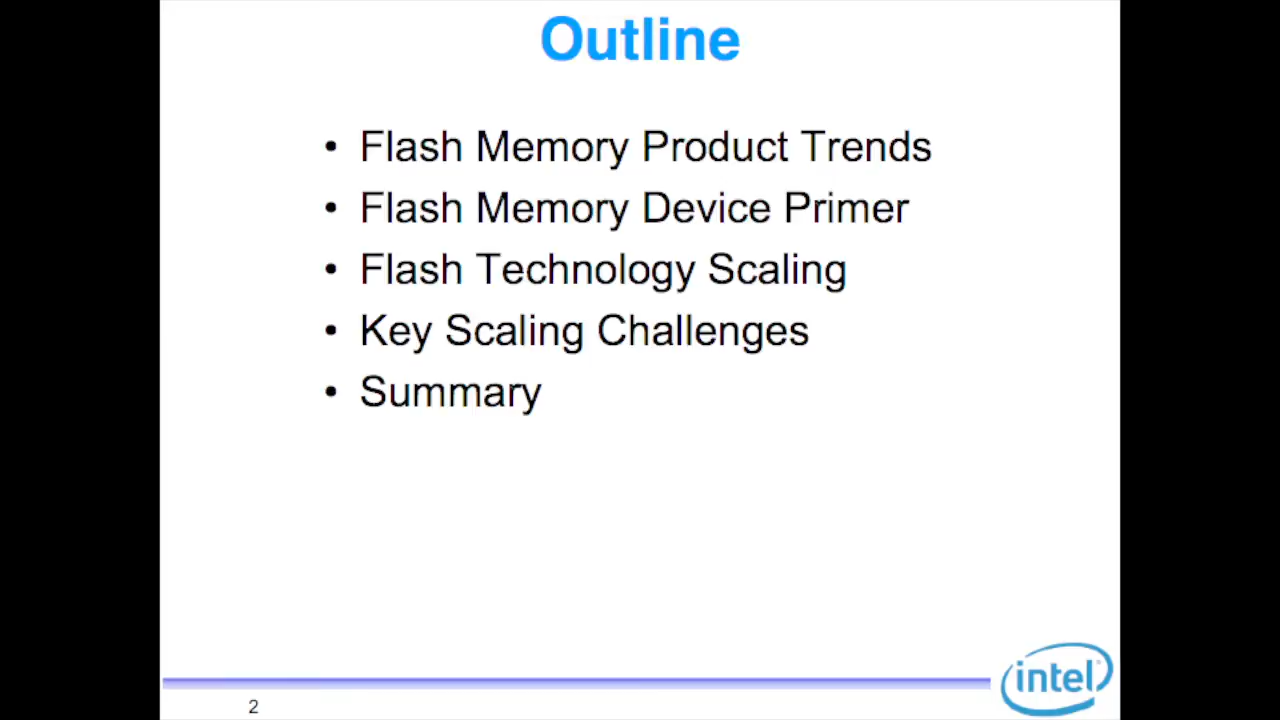 Outline
• Flash Memory Product Trends
• Flash Memory Device Primer
• Flash Technology Scaling
• Key Scaling Challenges
• Summary
2
intel